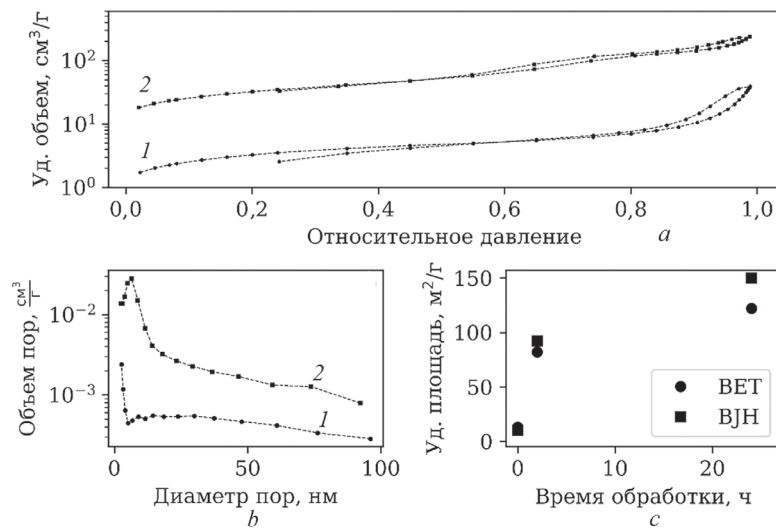 Уд. объем, см³/г
10²
10¹
10⁰
2
1
0,0 0,2 0,4 0,6 0,8 1,0
Относительное давление a
Объем пор, см³/г
10⁻²
10⁻³
2
1
0 50 100
Диаметр пор, нм
b
Уд. площадь, м²/г
150
100
50
0
BET
BJH
0 10 20
Время обработки, ч
c